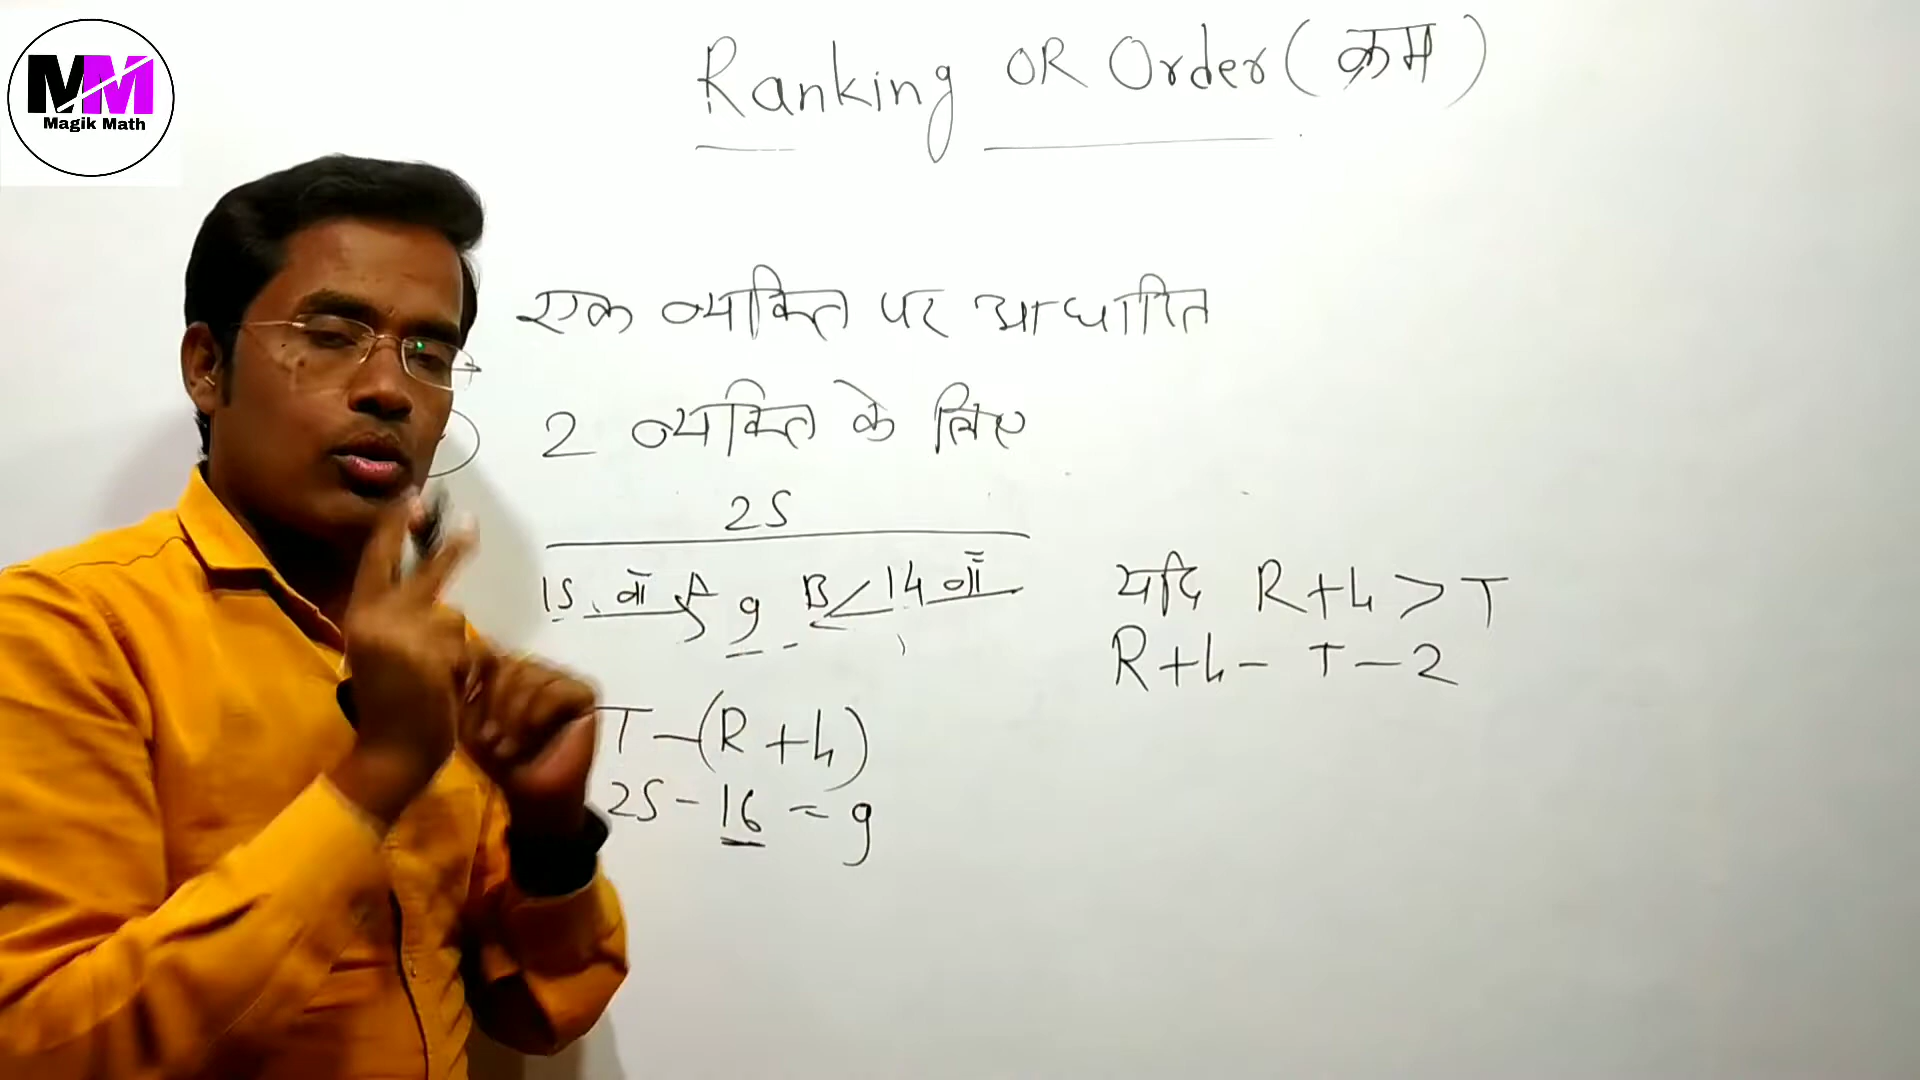 MM
Magik Math
Ranking OR Order ( क्रम )
एक व्यक्ति पर आधारित
2 व्यक्ति के लिए
25
15 वाँ A 9 B 14 वाँ
यदि R+L > T
R+L - T - 2
T - (R + L)
25 - 16 = 9